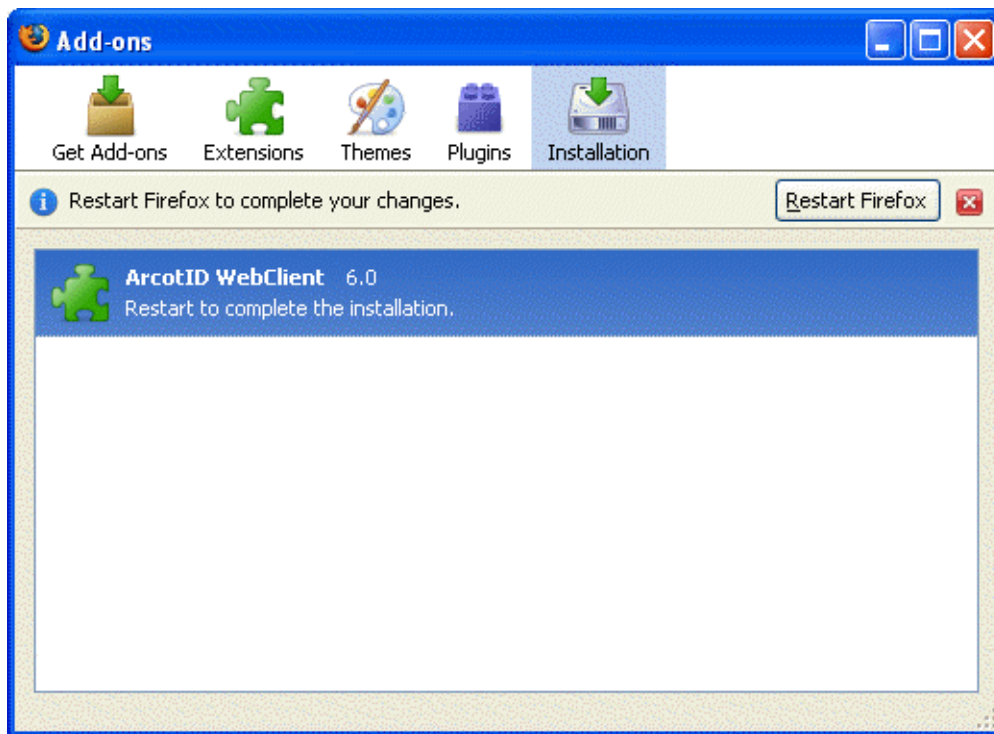 Add-ons
Get Add-ons Extensions Themes Plugins Installation
Restart Firefox to complete your changes. Restart Firefox
ArcotID WebClient 6.0
Restart to complete the installation.